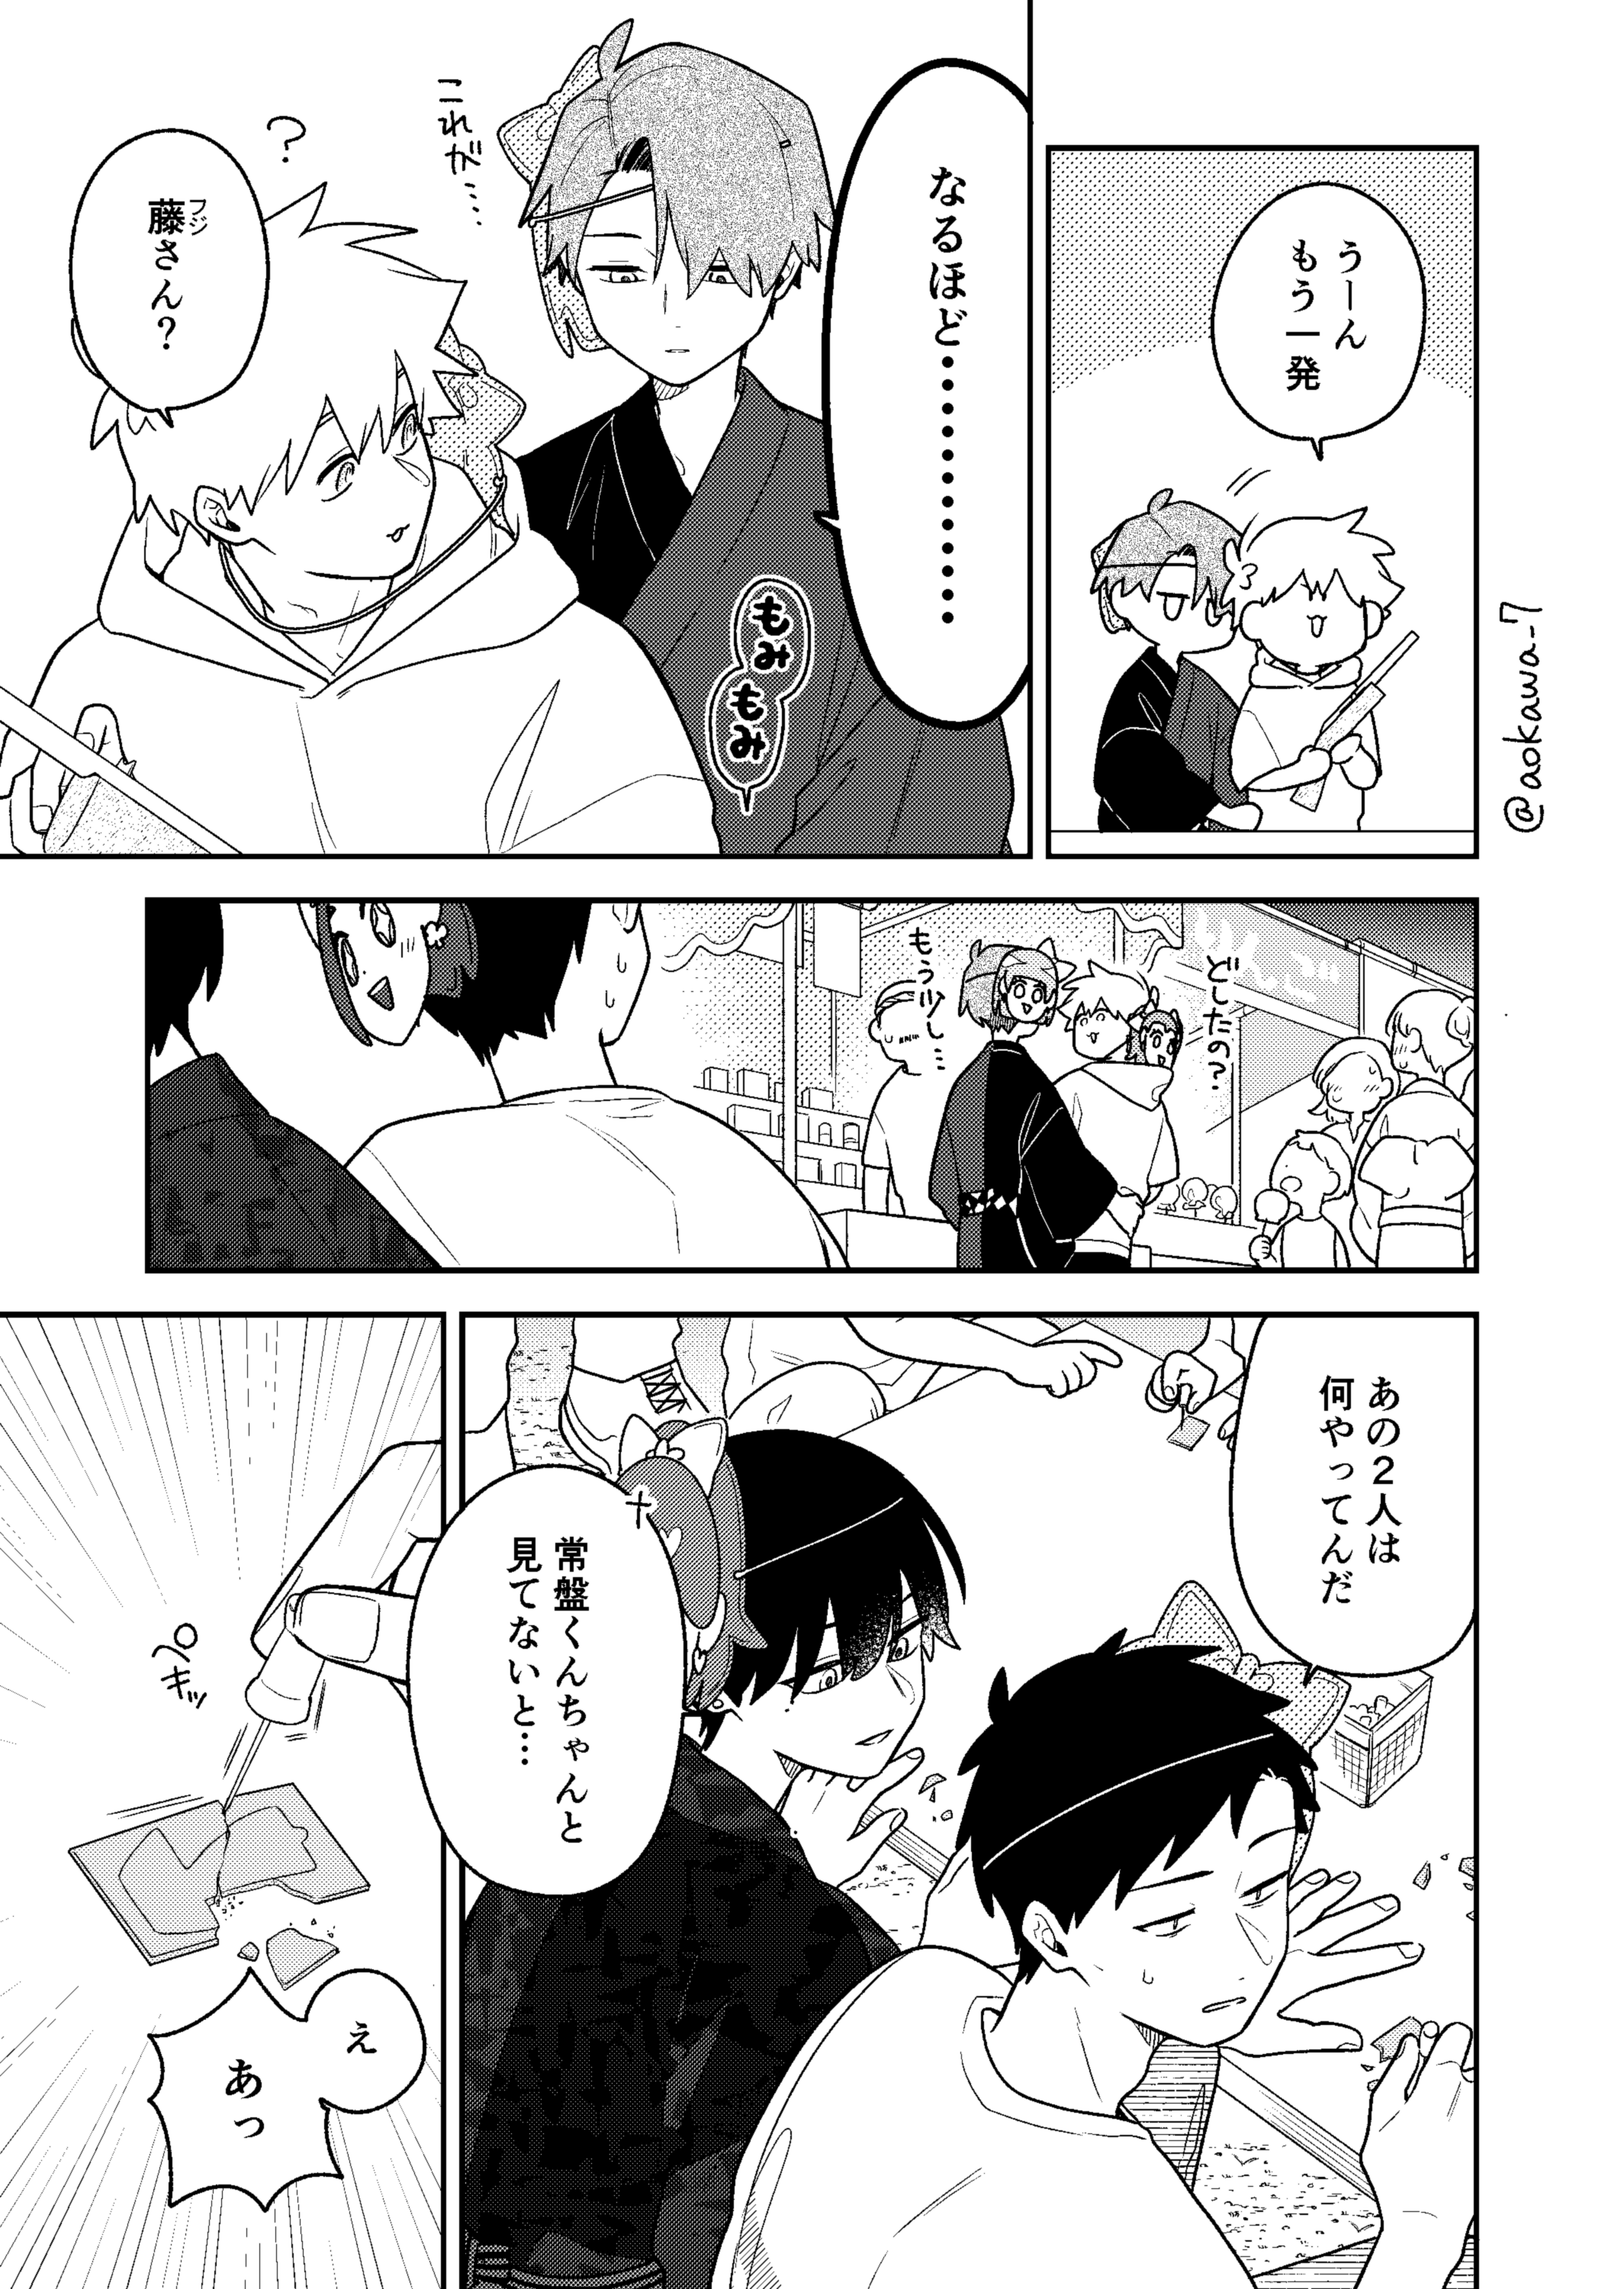 うーん
もう一発
なるほど…………
これが…
もみもみ
?
藤さん?
フジ
@aokawa_7
りんご
どしたの?
もう少し…
あの2人は
何やってんだ
常盤くんちゃんと
見てないと…
ペキッ
え
あっ